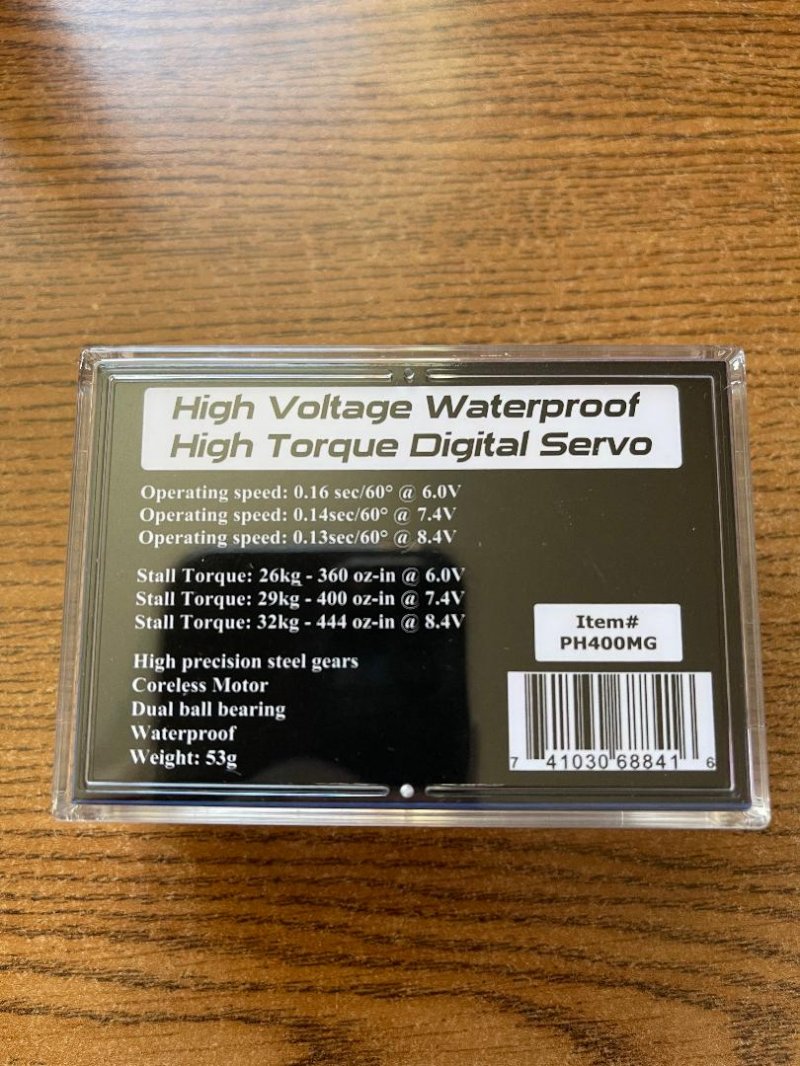 High Voltage Waterproof
High Torque Digital Servo
Operating speed: 0.16 sec/60° @ 6.0V
Operating speed: 0.14sec/60° @ 7.4V
Operating speed: 0.13sec/60° @ 8.4V
Stall Torque: 26kg - 360 oz-in @ 6.0V
Stall Torque: 29kg - 400 oz-in @ 7.4V
Stall Torque: 32kg - 444 oz-in @ 8.4V
High precision steel gears
Coreless Motor
Dual ball bearing
Waterproof
Weight: 53g
Item#
PH400MG
7 41030 68841 6